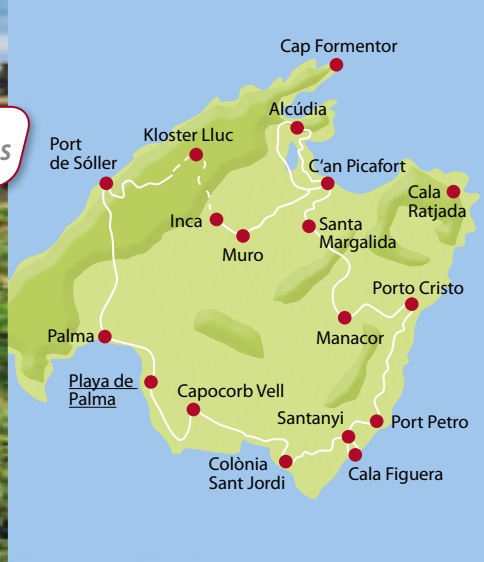 Cap Formentor
Alcúdia
Kloster Lluc
Port
de Sóller
C'an Picafort
Cala
Ratjada
Inca
Santa
Margalida
Muro
Porto Cristo
Palma
Manacor
Playa de
Palma
Capocorb Vell
Santanyi
Port Petro
Colònia
Sant Jordi
Cala Figuera
s